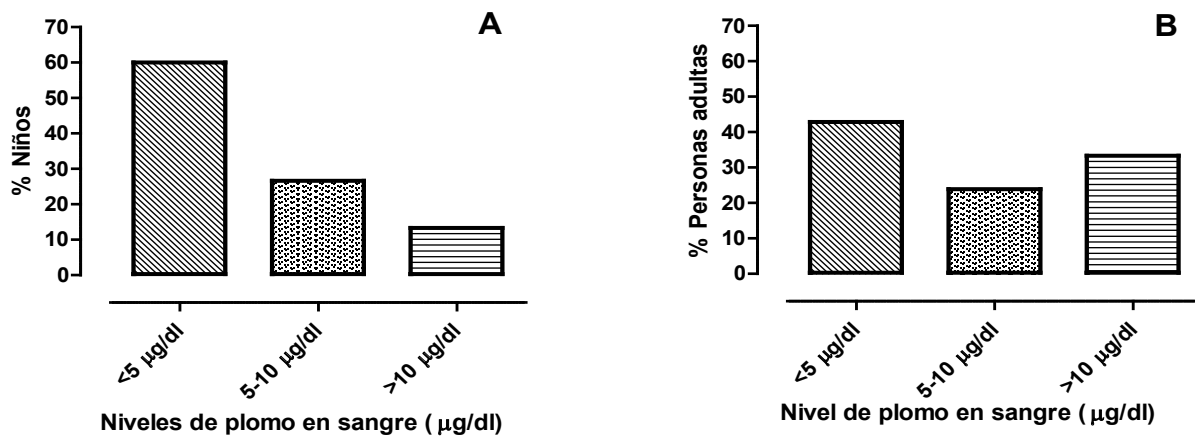 A
% Niños
70
60
50
40
30
20
10
0
<5 µg/dl
5-10 µg/dl
>10 µg/dl
Niveles de plomo en sangre ( µg/dl)
B
% Personas adultas
70
60
50
40
30
20
10
0
<5 µg/dl
5-10 µg/dl
>10 µg/dl
Nivel de plomo en sangre ( µg/dl)